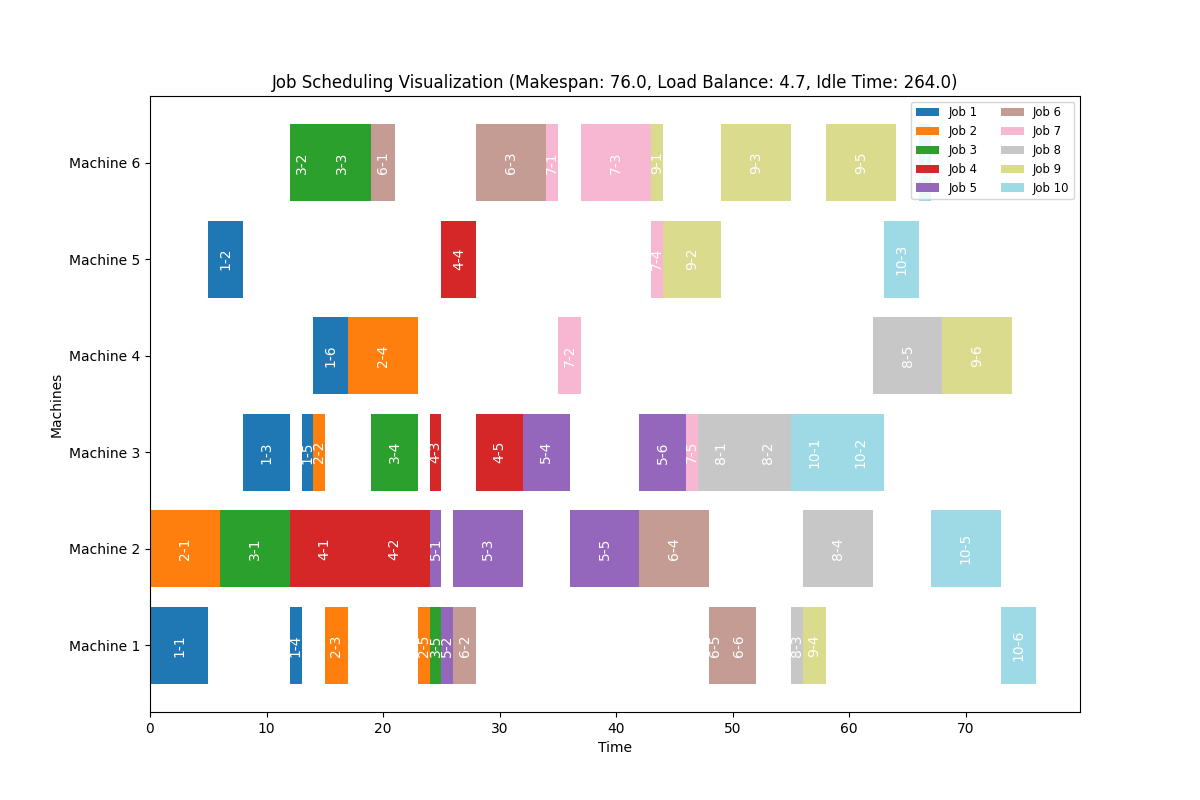 Job Scheduling Visualization (Makespan: 76.0, Load Balance: 4.7, Idle Time: 264.0)
Job 1
Job 2
Job 3
Job 4
Job 5
Job 6
Job 7
Job 8
Job 9
Job 10
Machines
Machine 6
3-2 3-3 6-1 6-3 7-1 7-3 9-1 9-3 9-5
Machine 5
1-2 4-4 7-4 9-2 10-3
Machine 4
1-6 2-4 7-2 8-5 9-6
Machine 3
1-3 1-5 2-2 3-4 4-3 4-5 5-4 5-6 7-5 8-1 8-2 10-1 10-2
Machine 2
2-1 3-1 4-1 4-2 5-1 5-3 5-5 6-4 8-4 10-5
Machine 1
1-1 1-4 2-3 2-5 3-5 5-2 6-2 6-5 6-6 8-3 9-4 10-6
0 10 20 30 40 50 60 70
Time